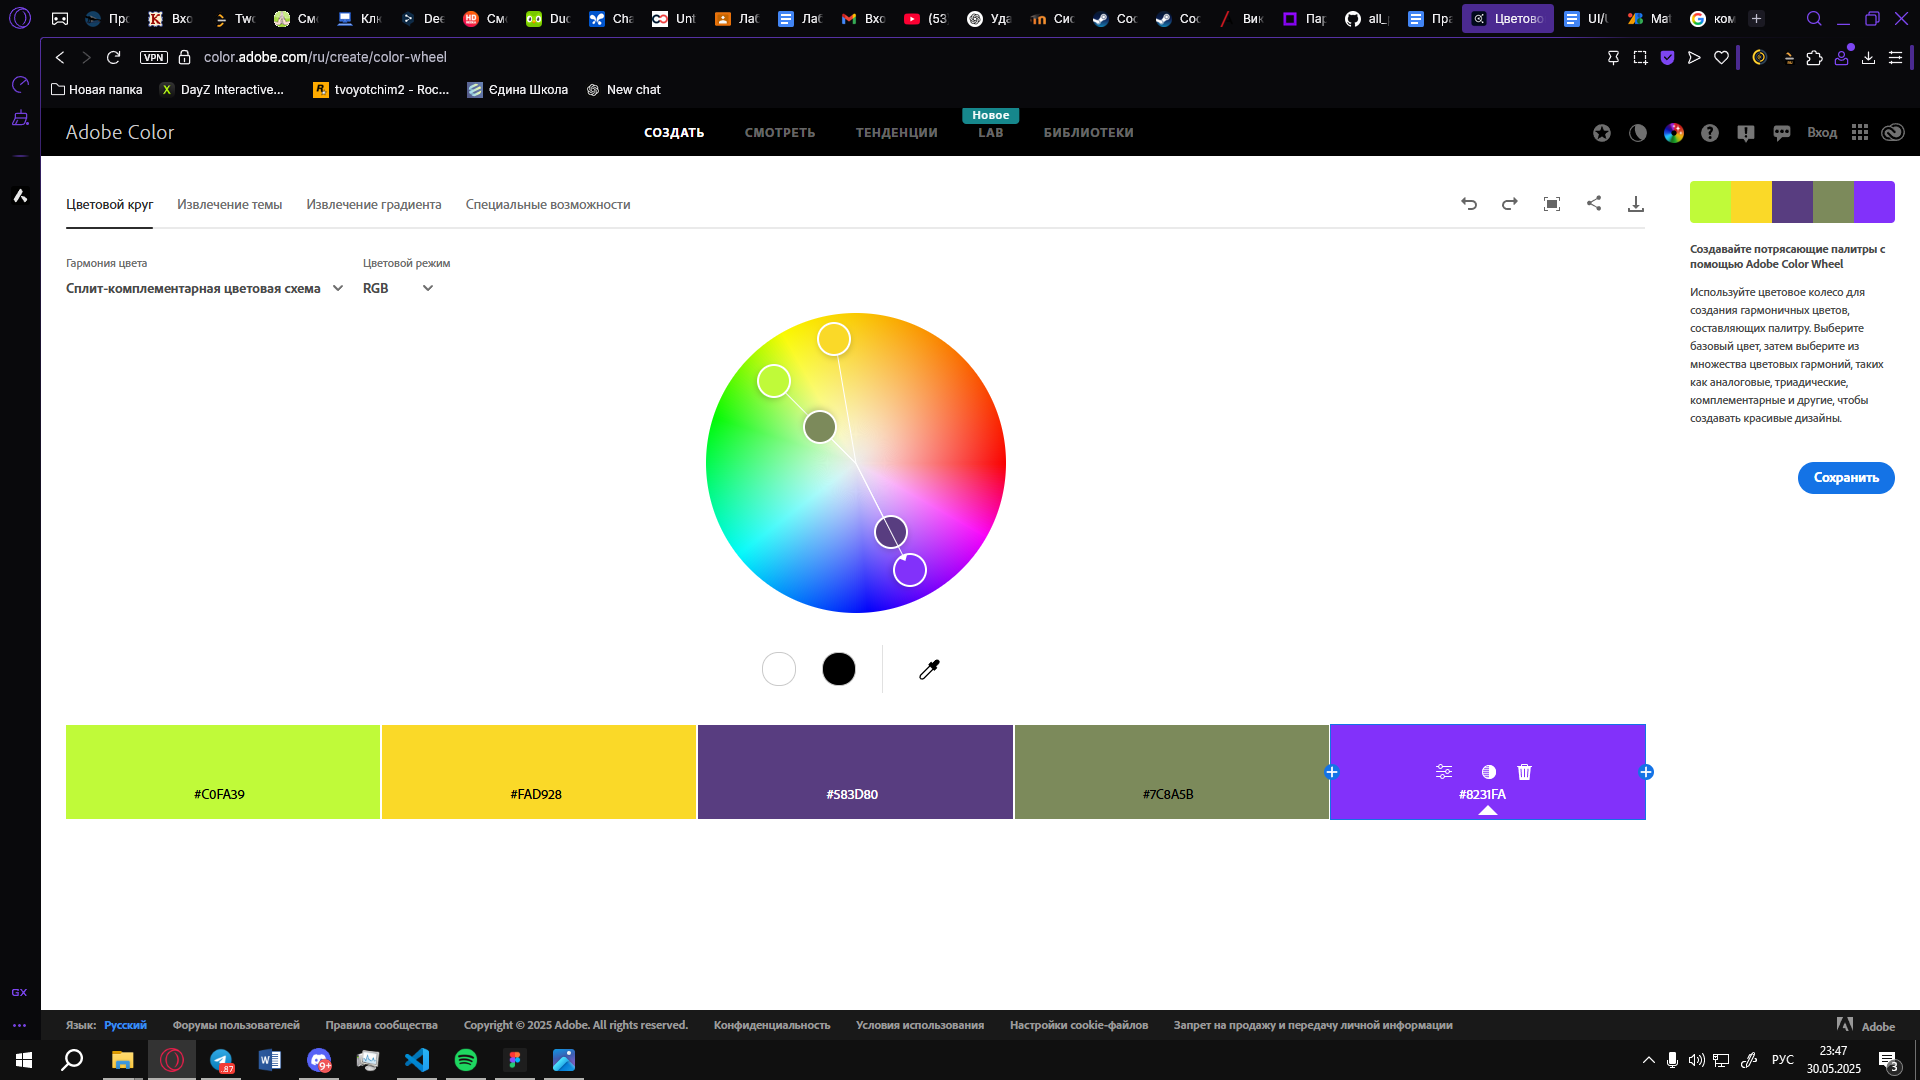 Прс
Вхо
Twc
Смс
Клк
Dee
Смс
Duc
Cha
Unt
Лаб
Лаб
Вхо
(53
Уда
Сис
Coc
Coc
Вик
Пар
all_
Пра
Цветово
UI/U
Mat
ком
VPN
color.adobe.com/ru/create/color-wheel
Новая папка
DayZ Interactive...
tvoyotchim2 - Roc...
Єдина Школа
New chat
Adobe Color
СОЗДАТЬ
СМОТРЕТЬ
ТЕНДЕНЦИИ
Новое
LAB
БИБЛИОТЕКИ
Вход
Цветовой круг
Извлечение темы
Извлечение градиента
Специальные возможности
Гармония цвета
Цветовой режим
Сплит-комплементарная цветовая схема
RGB
Создавайте потрясающие палитры с
помощью Adobe Color Wheel
Используйте цветовое колесо для
создания гармоничных цветов,
составляющих палитру. Выберите
базовый цвет, затем выберите из
множества цветовых гармоний, таких
как аналоговые, триадические,
комплементарные и другие, чтобы
создавать красивые дизайны.
Сохранить
#C0FA39
#FAD928
#583D80
#7C8A5B
#8231FA
GX
Язык: Русский
Форумы пользователей
Правила сообщества
Copyright © 2025 Adobe. All rights reserved.
Конфиденциальность
Условия использования
Настройки cookie-файлов
Запрет на продажу и передачу личной информации
Adobe
87
9+
РУС
23:47
30.05.2025
3